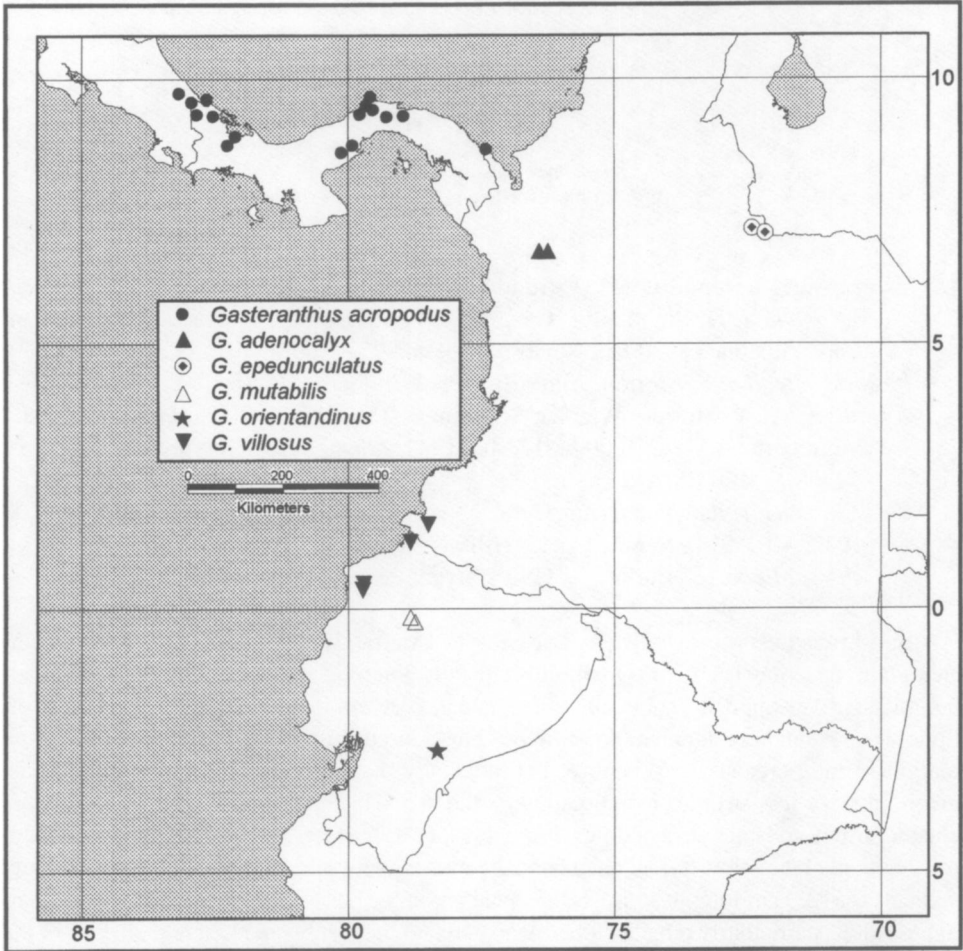 10
Gasteranthus acropodus
G. adenocalyx
G. epedunculatus
G. mutabilis
G. orientandinus
G. villosus
5
0 200 400
Kilometers
0
5
85 80 75 70